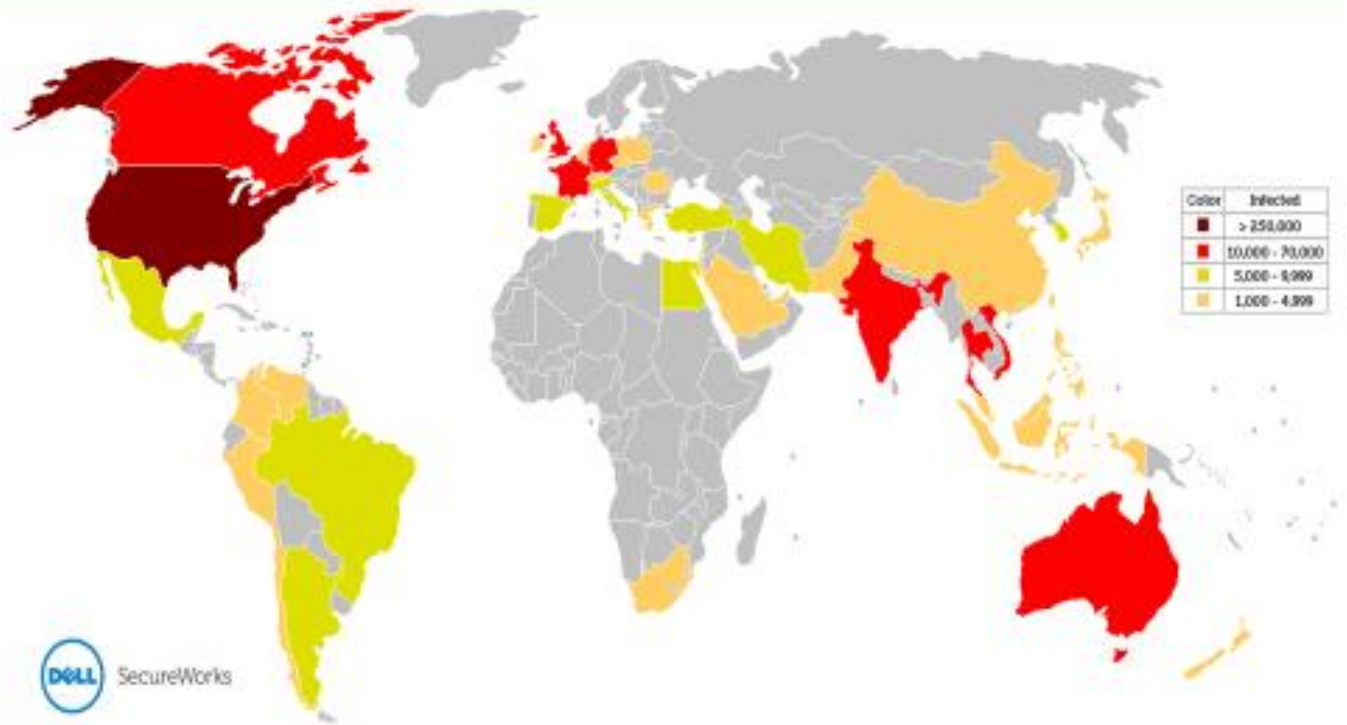 Color Infected
> 250,000
10,000 - 70,000
5,000 - 9,999
1,000 - 4,999
DELL SecureWorks